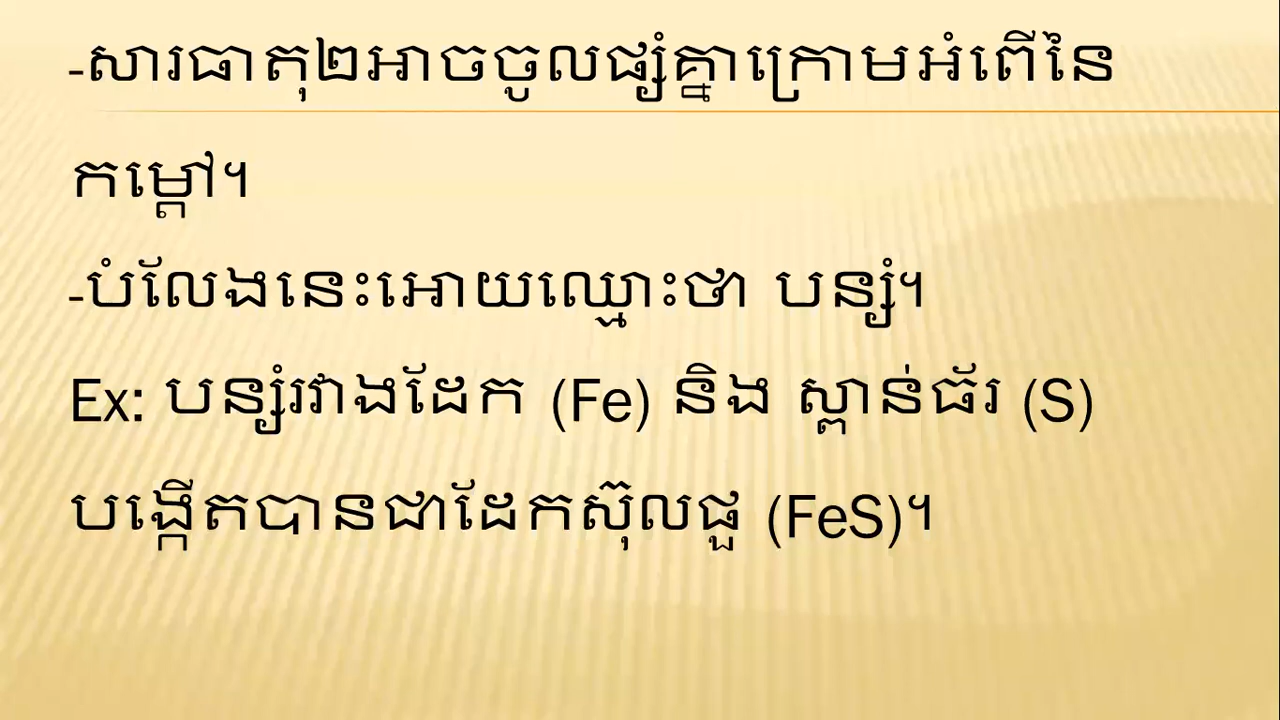 -សារធាតុ២អាចចូលផ្សំគ្នាក្រោមអំពើនៃ
កម្តៅ។
-បំលែងនេះអោយឈ្មោះថា បន្សំ។
Ex: បន្សំរវាងដែក (Fe) និង ស្ពាន់ធ័រ (S)
បង្កើតបានជាដែកស៊ុលផួ (FeS)។